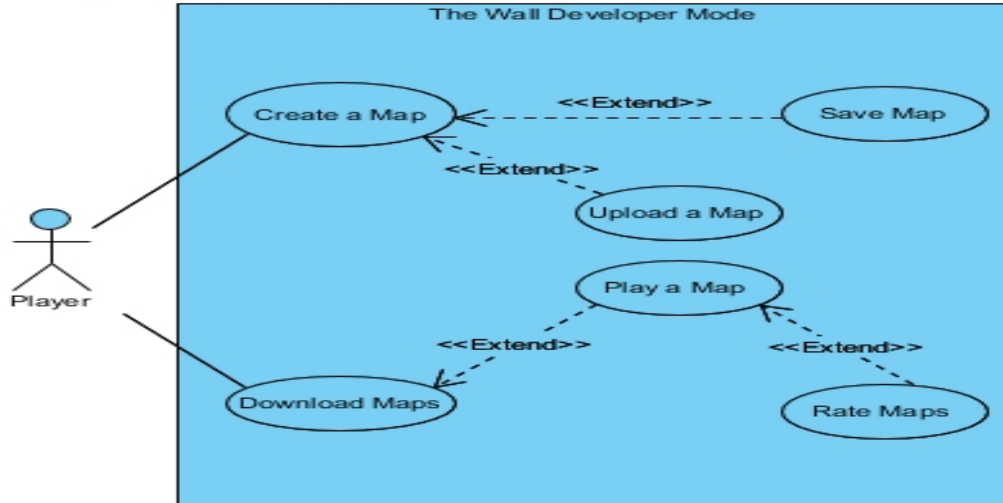 The Wall Developer Mode
Create a Map
<<Extend>>
Save Map
<<Extend>>
Upload a Map
Player
Play a Map
<<Extend>>
<<Extend>>
Download Maps
Rate Maps